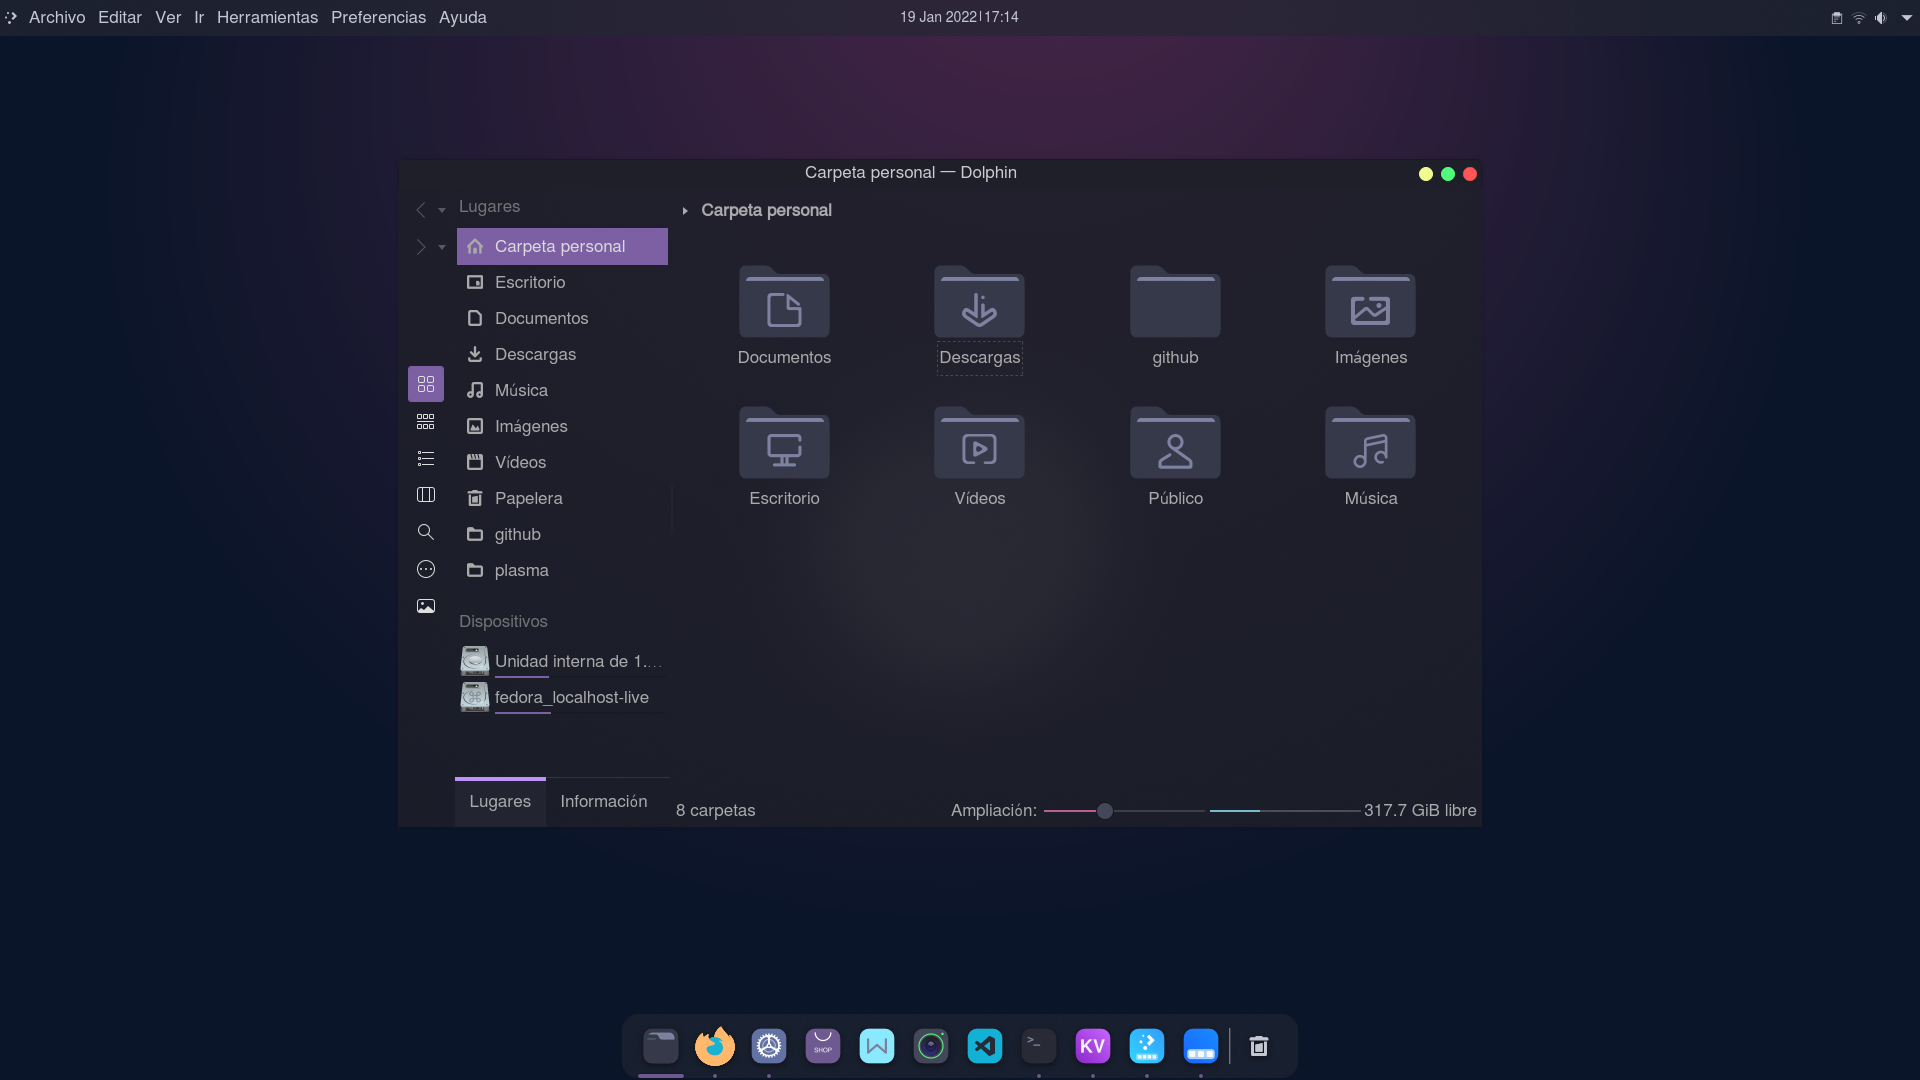 Archivo Editar Ver Ir Herramientas Preferencias Ayuda
19 Jan 2022|17:14
Carpeta personal — Dolphin
Lugares
Carpeta personal
Carpeta personal
Escritorio
Documentos
Descargas
Música
Imágenes
Vídeos
Papelera
github
plasma
Dispositivos
Unidad interna de 1.…
fedora_localhost-live
Lugares Información
Documentos Descargas github Imágenes
Escritorio Vídeos Público Música
8 carpetas
Ampliación:
317.7 GiB libre
SHOP
>_
KV